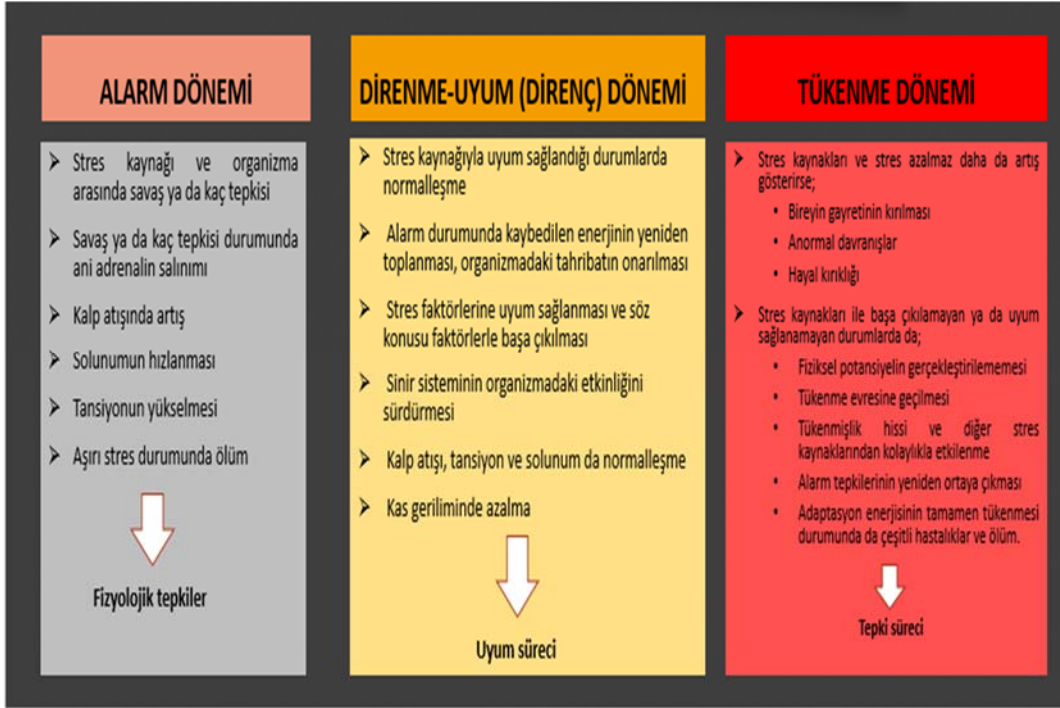 ALARM DÖNEMİ
➢ Stres kaynağı ve organizma
arasında savaş ya da kaç tepkisi
➢ Savaş ya da kaç tepkisi durumunda
ani adrenalin salınımı
➢ Kalp atışında artış
➢ Solunumun hızlanması
➢ Tansiyonun yükselmesi
➢ Aşırı stres durumunda ölüm
Fizyolojik tepkiler
DİRENME-UYUM (DİRENÇ) DÖNEMİ
➢ Stres kaynağıyla uyum sağlandığı durumlarda
normalleşme
➢ Alarm durumunda kaybedilen enerjinin yeniden
toplanması, organizmadaki tahribatın onarılması
➢ Stres faktörlerine uyum sağlanması ve söz
konusu faktörlerle başa çıkılması
➢ Sinir sisteminin organizmadaki etkinliğini
sürdürmesi
➢ Kalp atışı, tansiyon ve solunum da normalleşme
➢ Kas geriliminde azalma
Uyum süreci
TÜKENME DÖNEMİ
➢ Stres kaynakları ve stres azalmaz daha da artış
gösterirse;
• Bireyin gayretinin kırılması
• Anormal davranışlar
• Hayal kırıklığı
➢ Stres kaynakları ile başa çıkılamayan ya da uyum
sağlanamayan durumlarda da;
• Fiziksel potansiyelin gerçekleştirilememesi
• Tükenme evresine geçilmesi
• Tükenmişlik hissi ve diğer stres
kaynaklarından kolaylıkla etkilenme
• Alarm tepkilerinin yeniden ortaya çıkması
• Adaptasyon enerjisinin tamamen tükenmesi
durumunda da çeşitli hastalıklar ve ölüm.
Tepki süreci